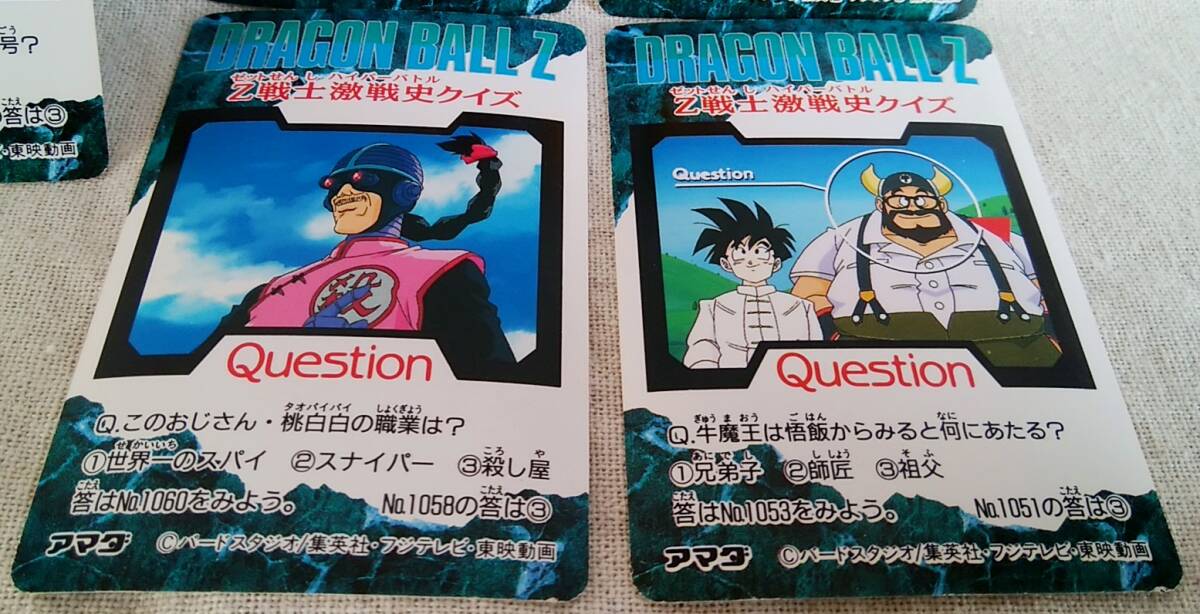 号?
ごう
こたえ
の答は③
・東映動画
DRAGON BALL Z
ゼットせんし ハイパーバトル
Z戦士激戦史クイズ
Question
タオパイパイ しょくぎょう
Q.このおじさん・桃白白の職業は?
せかいいち ころ や
①世界一のスパイ ②スナイパー ③殺し屋
こたえ こたえ
答はNo.1060をみよう。 No.1058の答は③
アマダ ©バードスタジオ/集英社・フジテレビ・東映動画
DRAGON BALL Z
ゼットせんし ハイパーバトル
Z戦士激戦史クイズ
Question
Question
ぎゅうまおう ごはん なに
Q.牛魔王は悟飯からみると何にあたる?
あにでし ししょう そふ
①兄弟子 ②師匠 ③祖父
こたえ こたえ
答はNo.1053をみよう。 No.1051の答は③
アマダ ©バードスタジオ/集英社・フジテレビ・東映動画